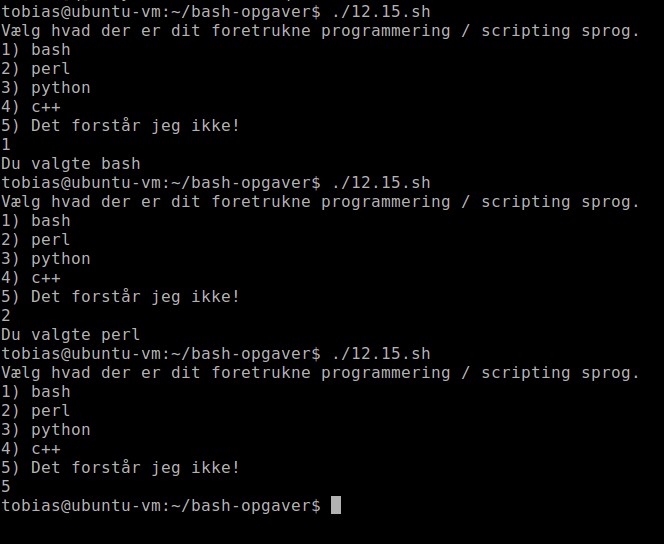 tobias@ubuntu-vm:~/bash-opgaver$ ./12.15.sh
Vælg hvad der er dit foretrukne programmering / scripting sprog.
1) bash
2) perl
3) python
4) c++
5) Det forstår jeg ikke!
1
Du valgte bash
tobias@ubuntu-vm:~/bash-opgaver$ ./12.15.sh
Vælg hvad der er dit foretrukne programmering / scripting sprog.
1) bash
2) perl
3) python
4) c++
5) Det forstår jeg ikke!
2
Du valgte perl
tobias@ubuntu-vm:~/bash-opgaver$ ./12.15.sh
Vælg hvad der er dit foretrukne programmering / scripting sprog.
1) bash
2) perl
3) python
4) c++
5) Det forstår jeg ikke!
5
tobias@ubuntu-vm:~/bash-opgaver$